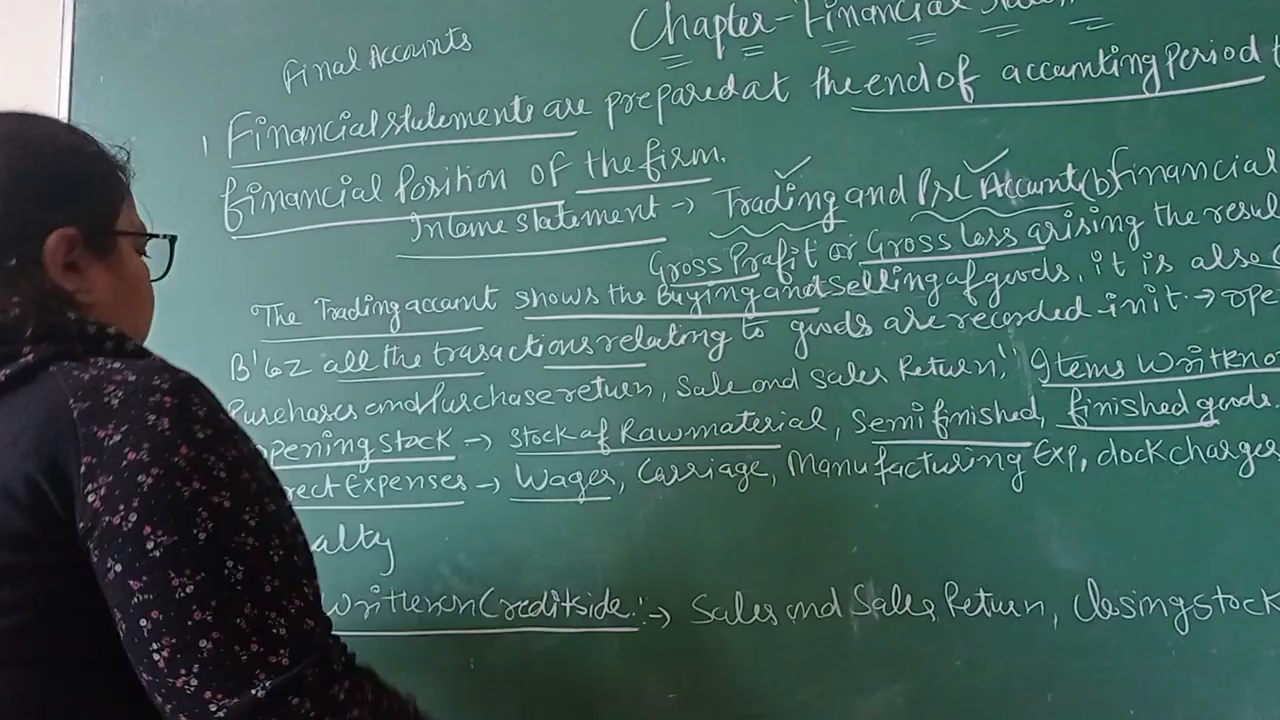 Chapter-Financial
Final Accounts
1 Financial statements are prepared at the end of accounting period
financial Position of the firm.
Income statement → Trading and P&L Account (b) financial
Gross Profit or Gross loss arising the resul
The Trading account shows the Buying and selling of goods, it is also
B'coz all the trasactions relating to goods are recorded in it. → ope
Purchases and Purchase return, Sale and Sales Return, Items Written o
opening stock → Stock of Raw material, Semi finished, finished goods.
rect Expenses → Wages, Carriage, Manufacturing Exp, dock charges
alty
written on Credit side :→ Sales and Sales Return, Closing stock